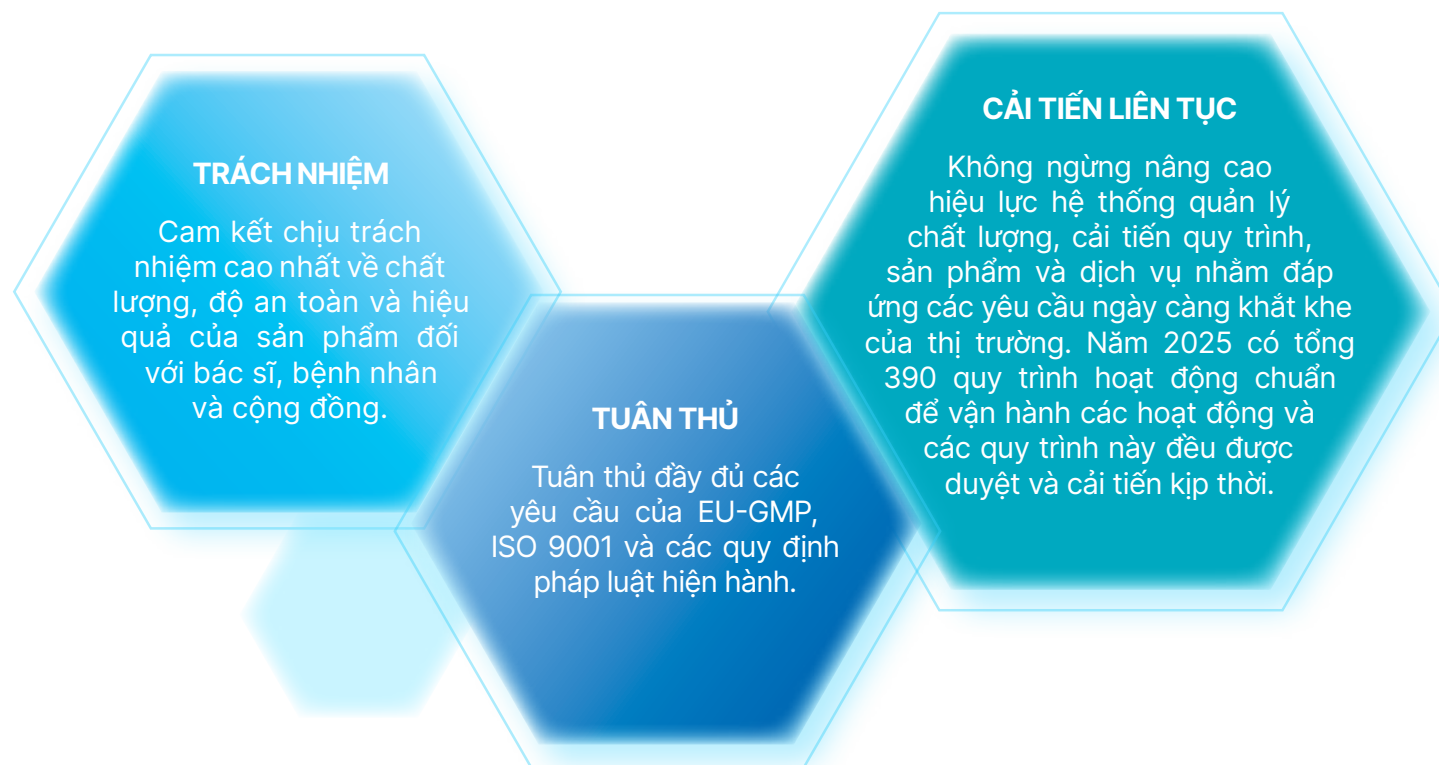 TRÁCH NHIỆM
Cam kết chịu trách
nhiệm cao nhất về chất
lượng, độ an toàn và hiệu
quả của sản phẩm đối
với bác sĩ, bệnh nhân
và cộng đồng.
TUÂN THỦ
Tuân thủ đầy đủ các
yêu cầu của EU-GMP,
ISO 9001 và các quy định
pháp luật hiện hành.
CẢI TIẾN LIÊN TỤC
Không ngừng nâng cao
hiệu lực hệ thống quản lý
chất lượng, cải tiến quy trình,
sản phẩm và dịch vụ nhằm đáp
ứng các yêu cầu ngày càng khắt khe
của thị trường. Năm 2025 có tổng
390 quy trình hoạt động chuẩn
để vận hành các hoạt động và
các quy trình này đều được
duyệt và cải tiến kịp thời.